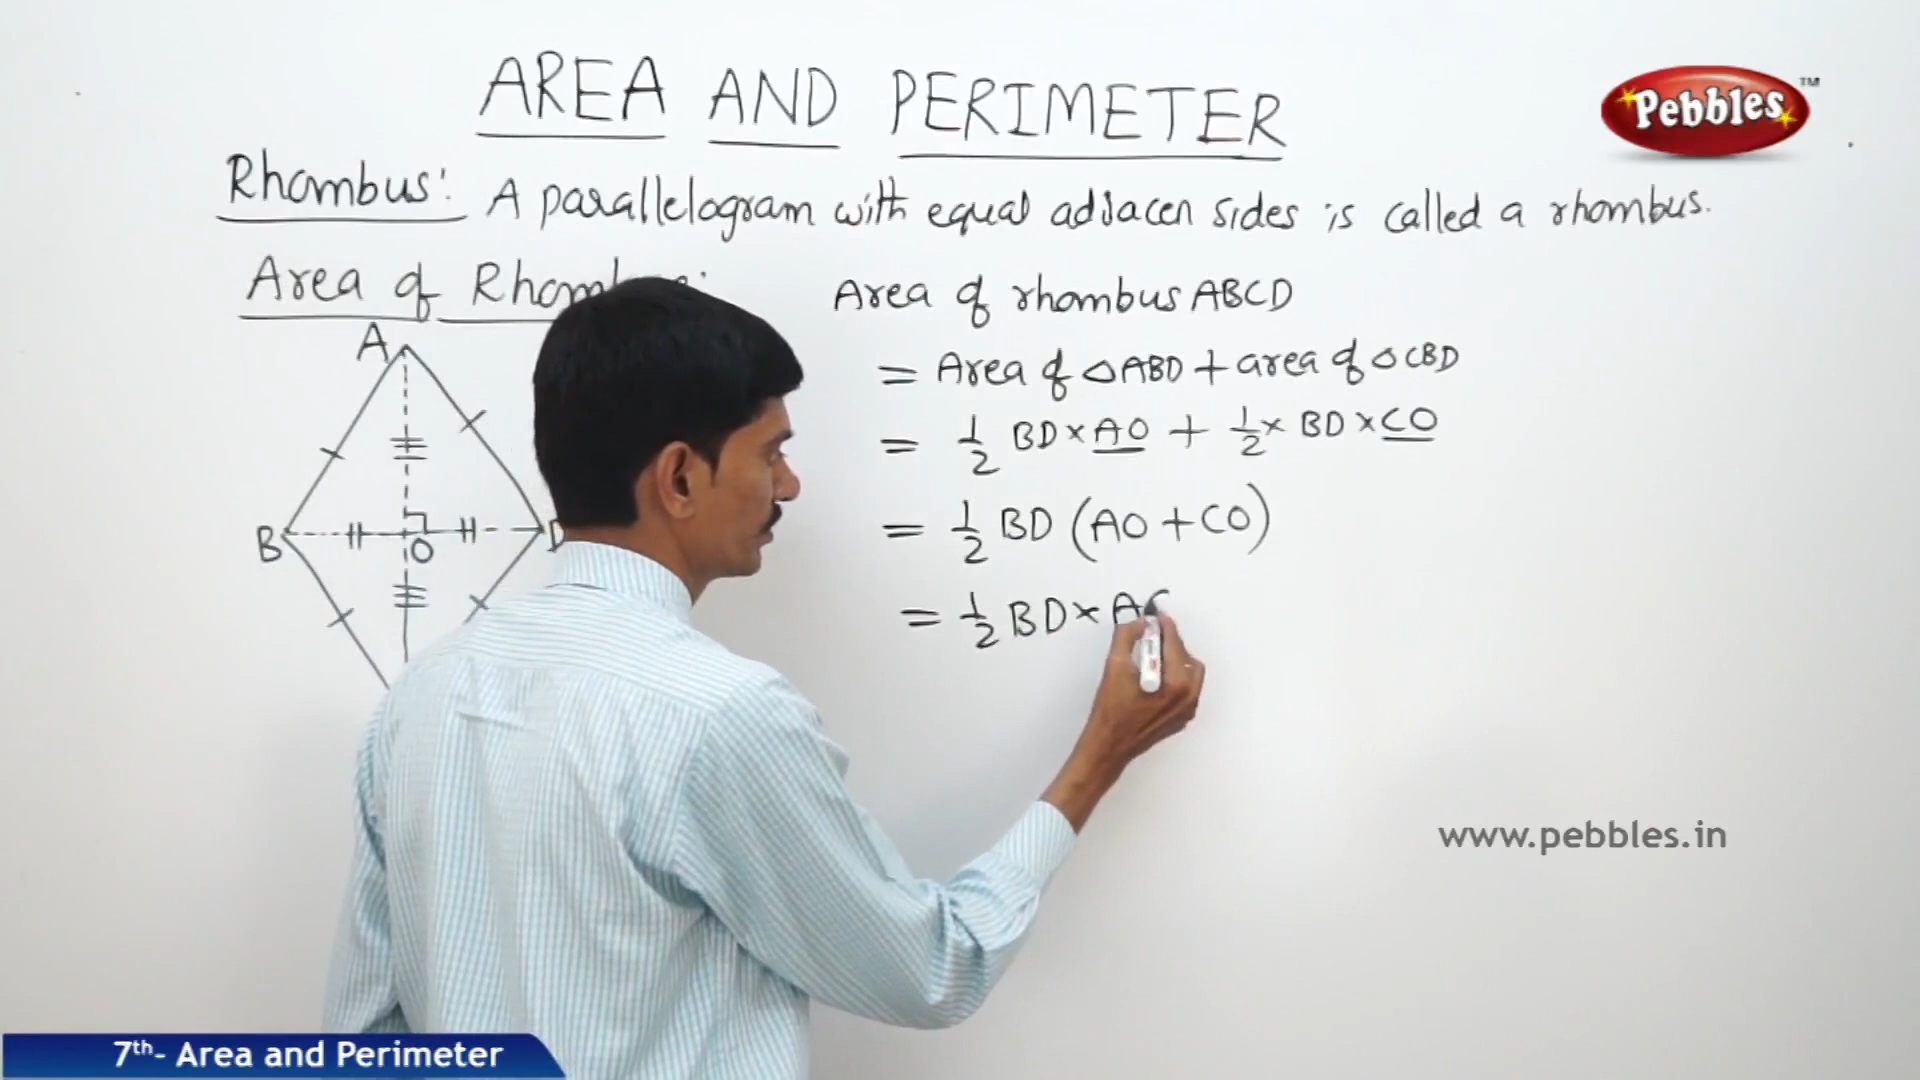 AREA AND PERIMETER
Pebbles™
Rhombus: A parallelogram with equal adjacen sides is called a rhombus.
Area of
A
B
O
Area of rhombus ABCD
= Area of △ABD + area of △CBD
= 1/2 BD × AO + 1/2 × BD × CO
= 1/2 BD (AO + CO)
= 1/2 BD × AC
www.pebbles.in
7th- Area and Perimeter